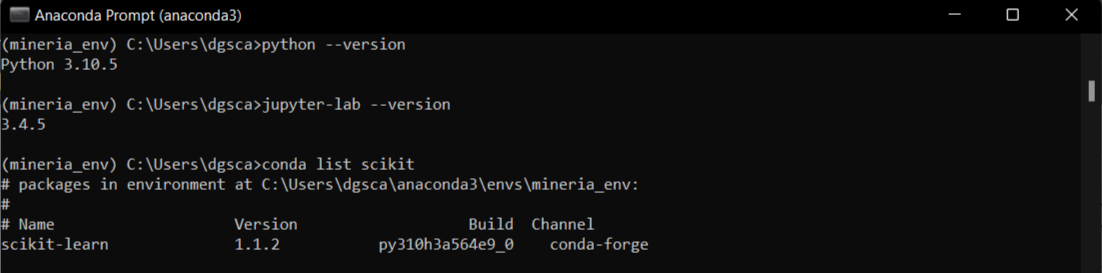 Anaconda Prompt (anaconda3)
(mineria_env) C:\Users\dgsca>python --version
Python 3.10.5
(mineria_env) C:\Users\dgsca>jupyter-lab --version
3.4.5
(mineria_env) C:\Users\dgsca>conda list scikit
# packages in environment at C:\Users\dgsca\anaconda3\envs\mineria_env:
#
# Name                    Version                   Build  Channel
scikit-learn              1.1.2           py310h3a564e9_0    conda-forge